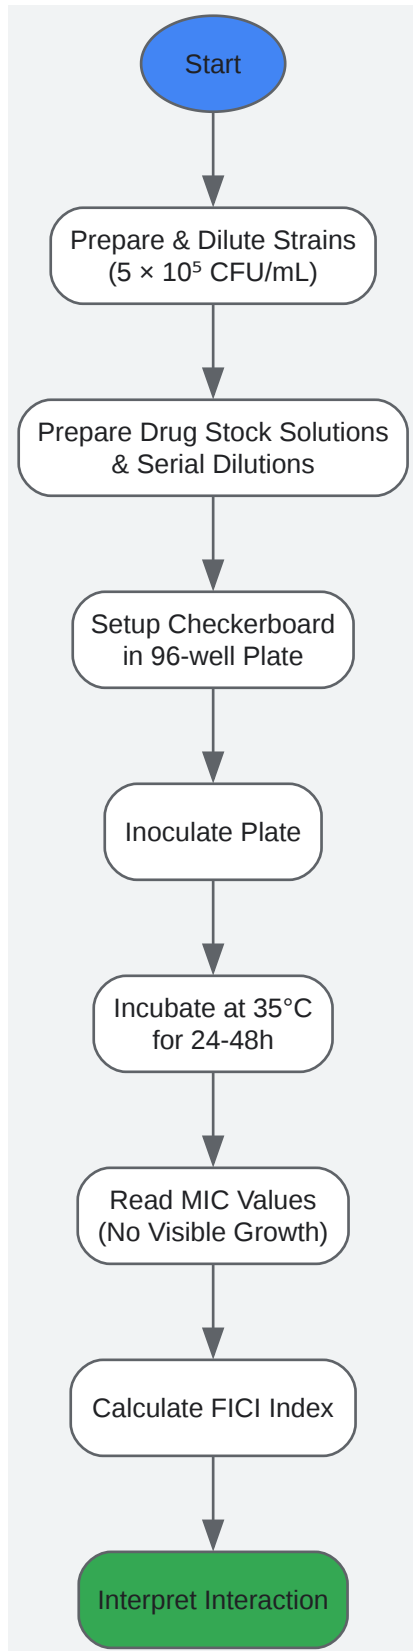 Start
Prepare & Dilute Strains
(5 × 10⁵ CFU/mL)
Prepare Drug Stock Solutions
& Serial Dilutions
Setup Checkerboard
in 96-well Plate
Inoculate Plate
Incubate at 35°C
for 24-48h
Read MIC Values
(No Visible Growth)
Calculate FICI Index
Interpret Interaction